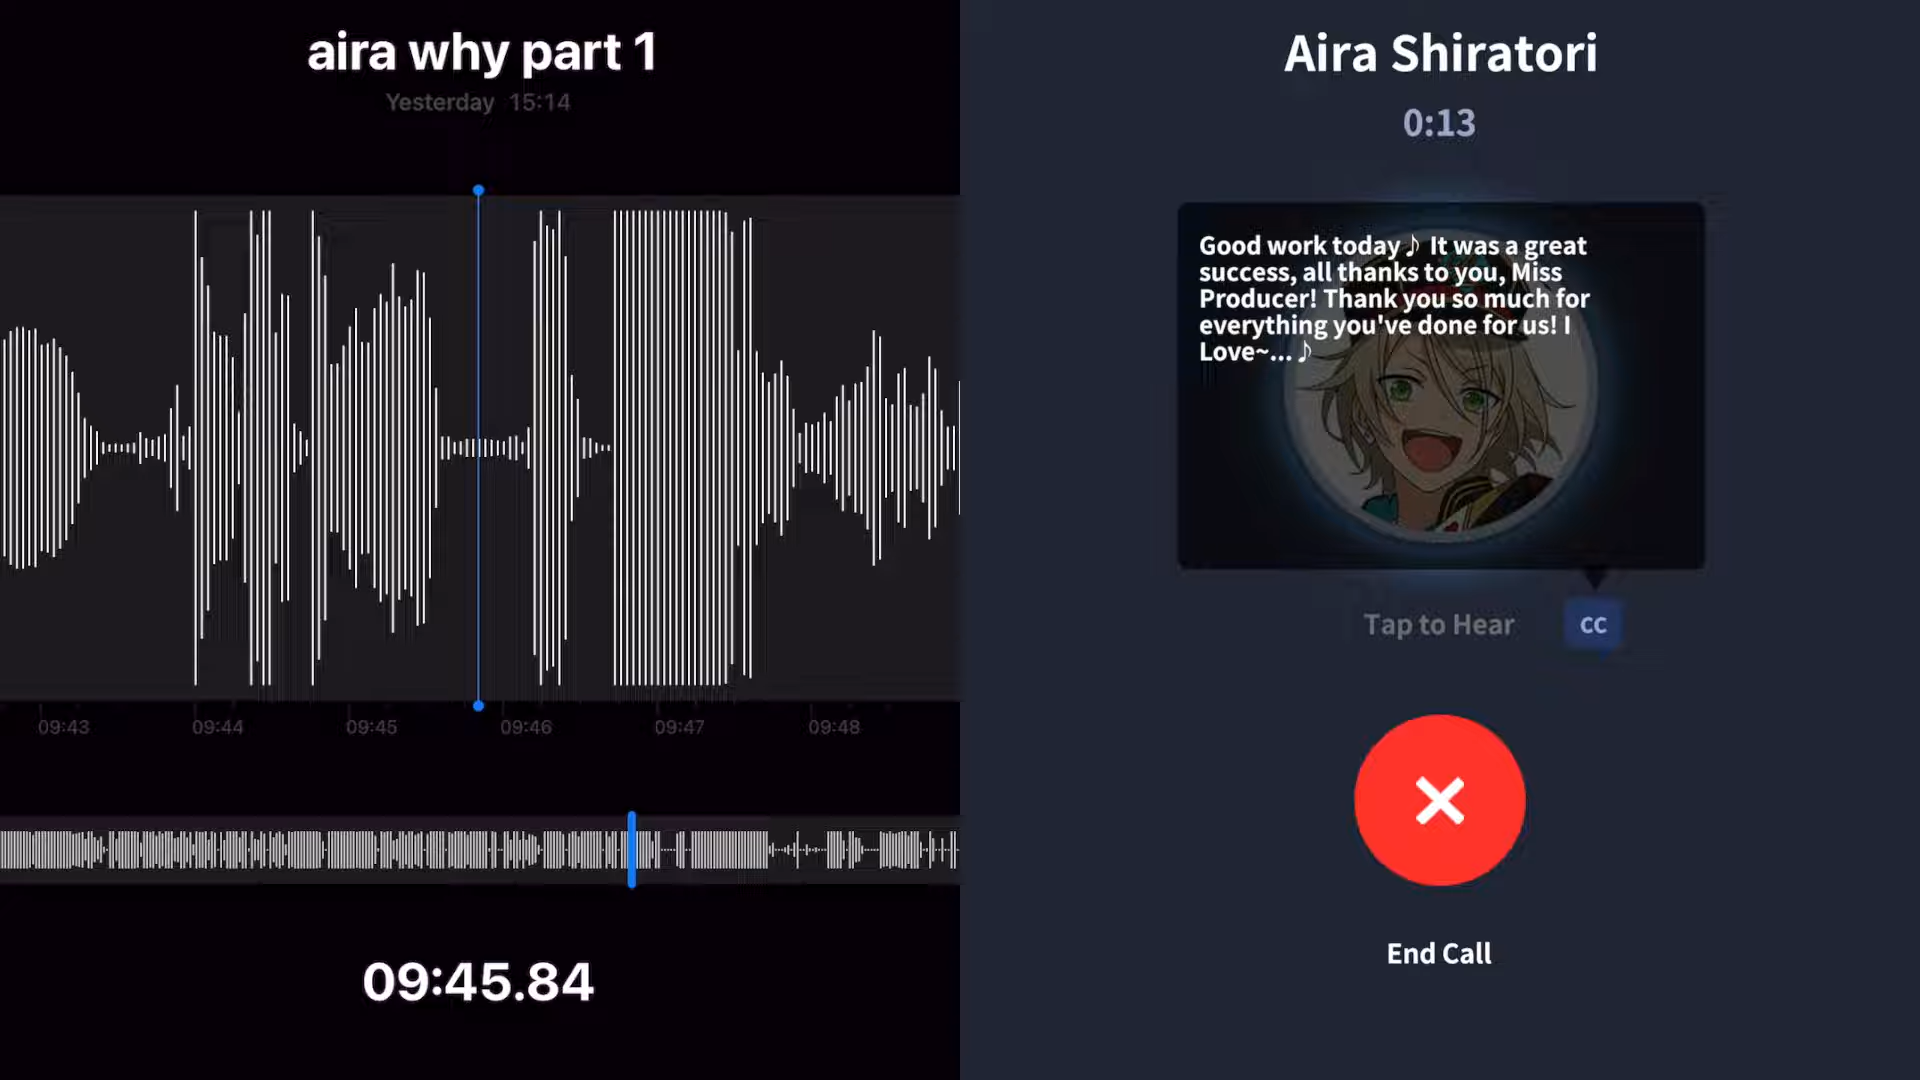 aira why part 1
Yesterday 15:14
09:43 09:44 09:45 09:46 09:47 09:48
09:45.84
Aira Shiratori
0:13
Good work today♪ It was a great
success, all thanks to you, Miss
Producer! Thank you so much for
everything you've done for us! I
Love~...♪
Tap to Hear
CC
End Call